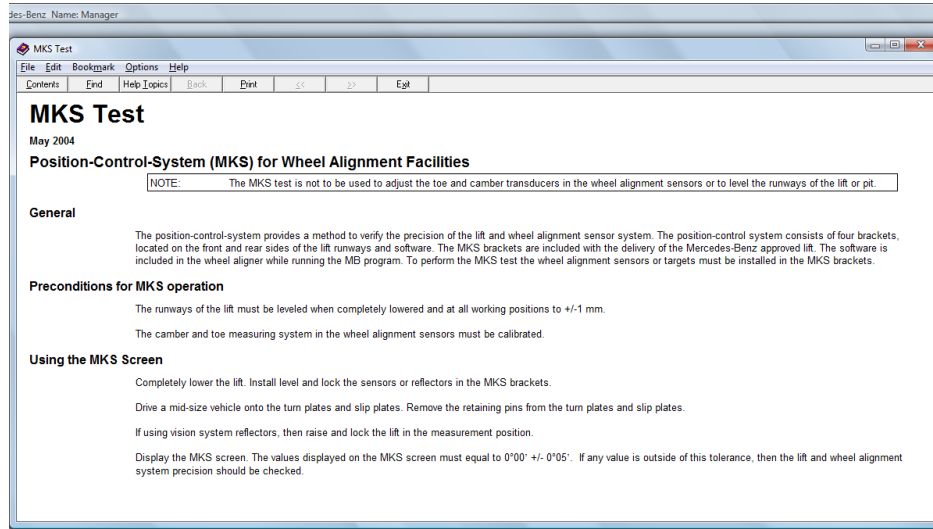 des-Benz Name: Manager
MKS Test
File Edit Bookmark Options Help
Contents Find Help Topics Back Print << >> Exit
MKS Test
May 2004
Position-Control-System (MKS) for Wheel Alignment Facilities
NOTE: The MKS test is not to be used to adjust the toe and camber transducers in the wheel alignment sensors or to level the runways of the lift or pit.
General
The position-control-system provides a method to verify the precision of the lift and wheel alignment sensor system. The position-control system consists of four brackets,
located on the front and rear sides of the lift runways and software. The MKS brackets are included with the delivery of the Mercedes-Benz approved lift. The software is
included in the wheel aligner while running the MB program. To perform the MKS test the wheel alignment sensors or targets must be installed in the MKS brackets.
Preconditions for MKS operation
The runways of the lift must be leveled when completely lowered and at all working positions to +/-1 mm.
The camber and toe measuring system in the wheel alignment sensors must be calibrated.
Using the MKS Screen
Completely lower the lift. Install level and lock the sensors or reflectors in the MKS brackets.
Drive a mid-size vehicle onto the turn plates and slip plates. Remove the retaining pins from the turn plates and slip plates.
If using vision system reflectors, then raise and lock the lift in the measurement position.
Display the MKS screen. The values displayed on the MKS screen must equal to 0°00' +/- 0°05'. If any value is outside of this tolerance, then the lift and wheel alignment
system precision should be checked.